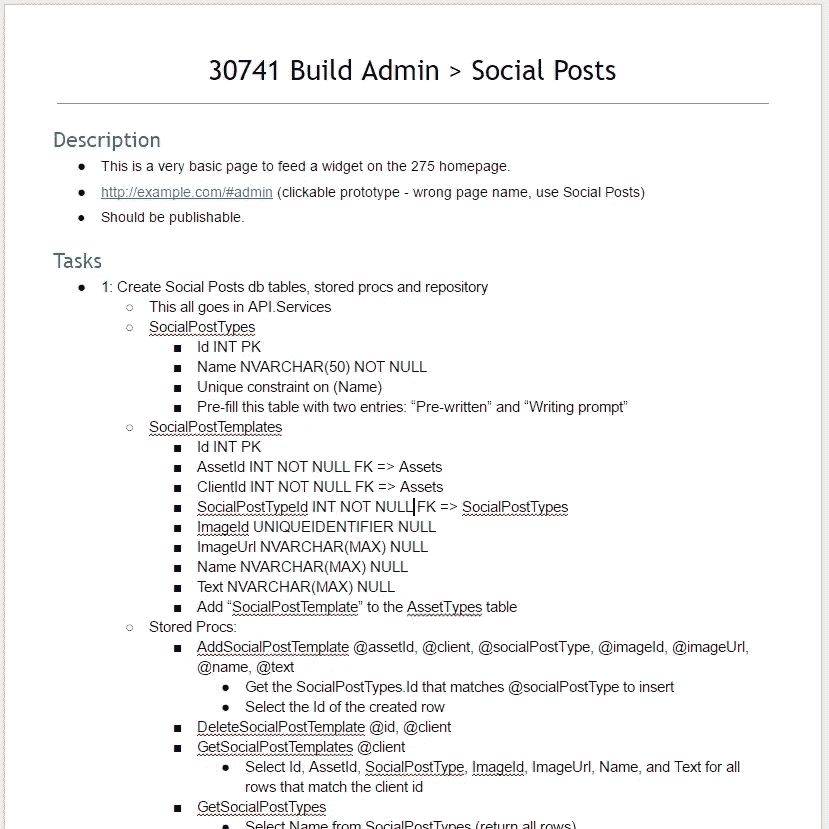 30741 Build Admin > Social Posts
Description
● This is a very basic page to feed a widget on the 275 homepage.
● http://example.com/#admin (clickable prototype - wrong page name, use Social Posts)
● Should be publishable.
Tasks
● 1: Create Social Posts db tables, stored procs and repository
○ This all goes in API.Services
○ SocialPostTypes
■ Id INT PK
■ Name NVARCHAR(50) NOT NULL
■ Unique constraint on (Name)
■ Pre-fill this table with two entries: “Pre-written” and “Writing prompt”
○ SocialPostTemplates
■ Id INT PK
■ AssetId INT NOT NULL FK => Assets
■ ClientId INT NOT NULL FK => Assets
■ SocialPostTypeId INT NOT NULL FK => SocialPostTypes
■ ImageId UNIQUEIDENTIFIER NULL
■ ImageUrl NVARCHAR(MAX) NULL
■ Name NVARCHAR(MAX) NULL
■ Text NVARCHAR(MAX) NULL
■ Add “SocialPostTemplate” to the AssetTypes table
○ Stored Procs:
■ AddSocialPostTemplate @assetId, @client, @socialPostType, @imageId, @imageUrl,
@name, @text
● Get the SocialPostTypes.Id that matches @socialPostType to insert
● Select the Id of the created row
■ DeleteSocialPostTemplate @id, @client
■ GetSocialPostTemplates @client
● Select Id, AssetId, SocialPostType, ImageId, ImageUrl, Name, and Text for all
rows that match the client id
■ GetSocialPostTypes
● Select Name from SocialPostTypes (return all rows)